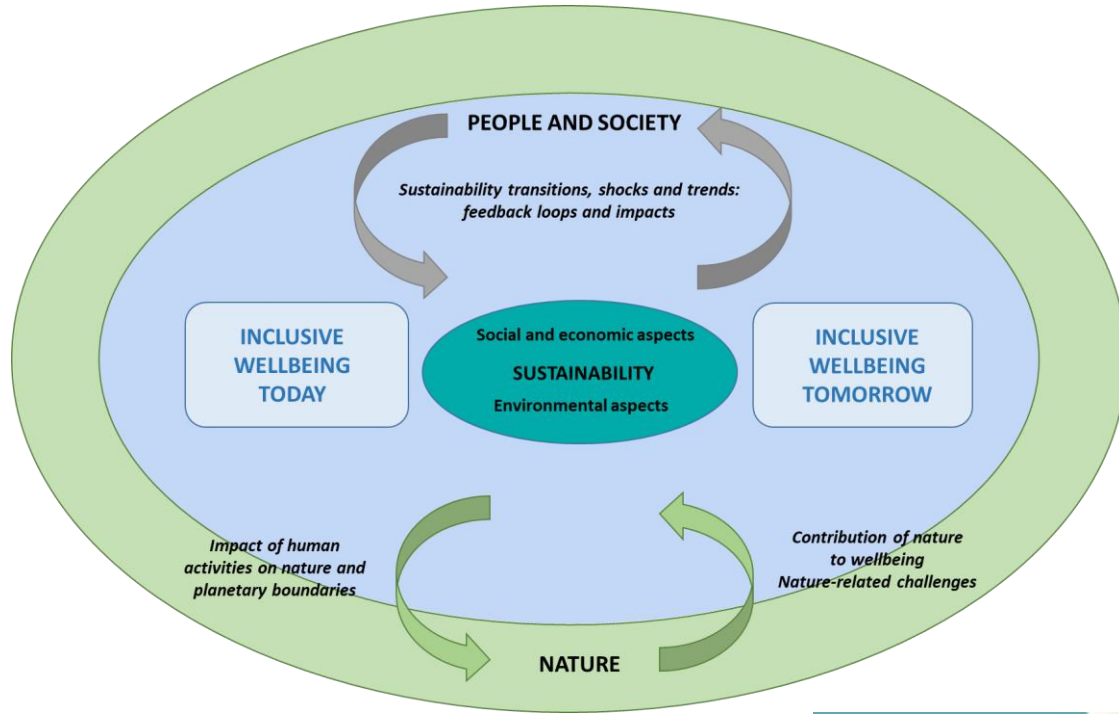 PEOPLE AND SOCIETY
Sustainability transitions, shocks and trends:
feedback loops and impacts
INCLUSIVE
WELLBEING
TODAY
Social and economic aspects
SUSTAINABILITY
Environmental aspects
INCLUSIVE
WELLBEING
TOMORROW
Impact of human
activities on nature and
planetary boundaries
Contribution of nature
to wellbeing
Nature-related challenges
NATURE